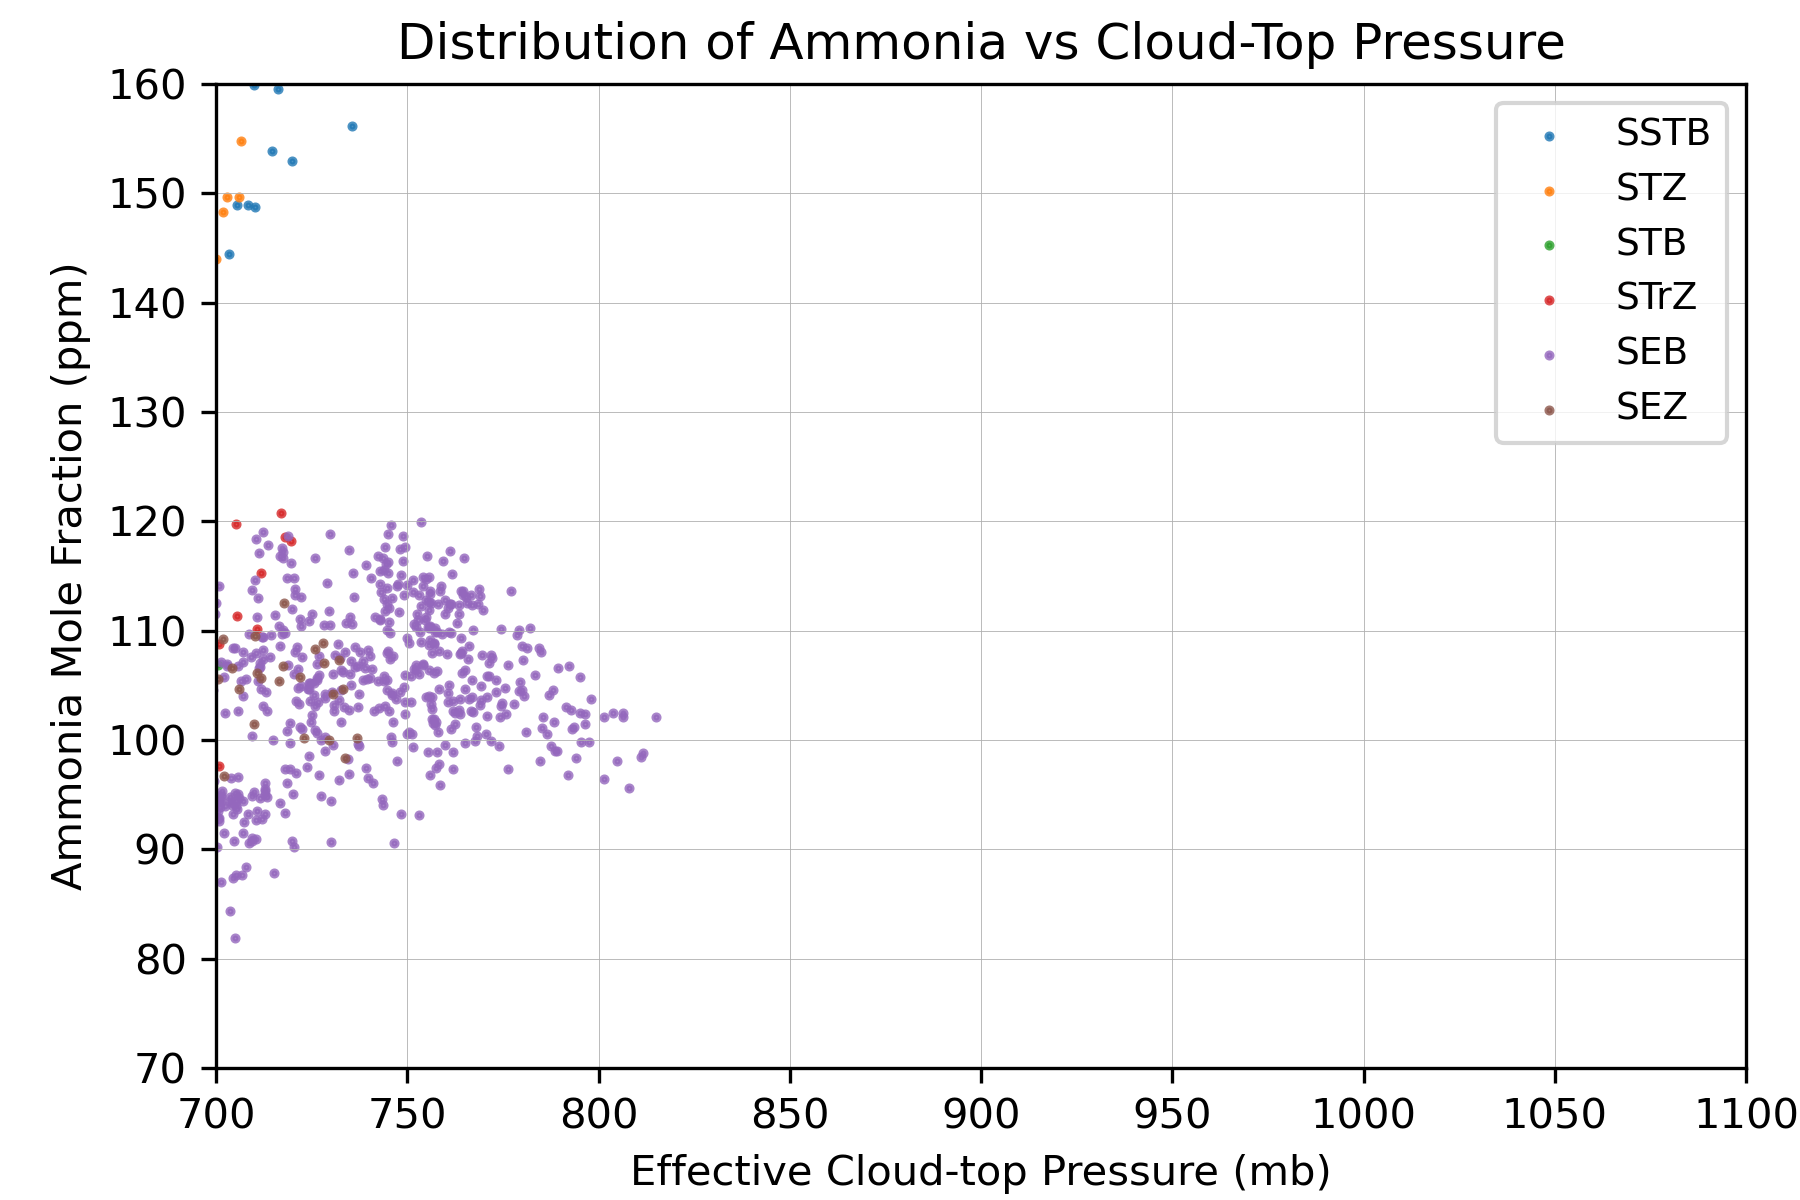 Distribution of Ammonia vs Cloud-Top Pressure
160
150
140
130
120
110
100
90
80
70
Ammonia Mole Fraction (ppm)
SSTB
STZ
STB
STrZ
SEB
SEZ
700 750 800 850 900 950 1000 1050 1100
Effective Cloud-top Pressure (mb)